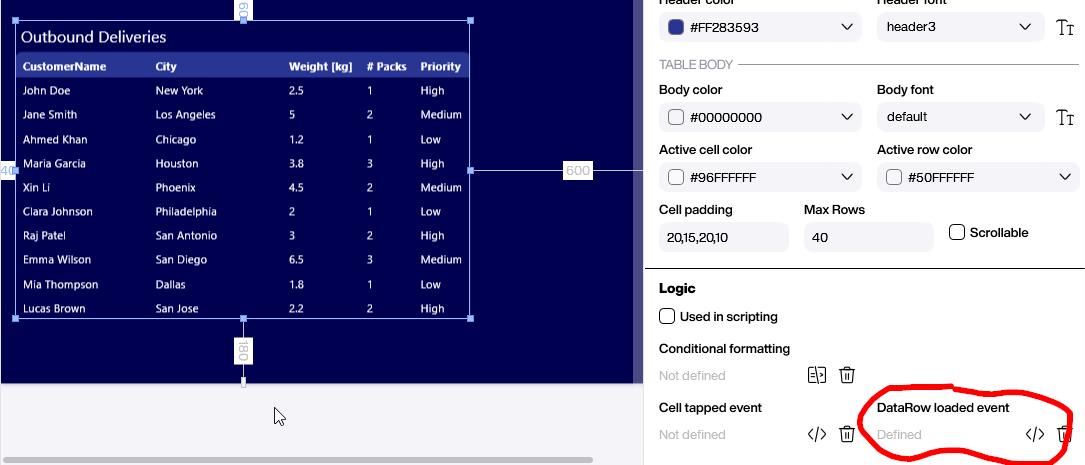 Header color Header font
#FF283593 header3
TABLE BODY
Body color Body font
#00000000 default
Active cell color Active row color
#96FFFFFF #50FFFFFF
Cell padding Max Rows
20,15,20,10 40 Scrollable
Logic
Used in scripting
Conditional formatting
Not defined
Cell tapped event DataRow loaded event
Not defined Defined
60
Outbound Deliveries
CustomerName City Weight [kg] # Packs Priority
John Doe New York 2.5 1 High
Jane Smith Los Angeles 5 2 Medium
Ahmed Khan Chicago 1.2 1 Low
Maria Garcia Houston 3.8 3 High
Xin Li Phoenix 4.5 2 Medium
Clara Johnson Philadelphia 2 1 Low
Raj Patel San Antonio 3 2 High
Emma Wilson San Diego 6.5 3 Medium
Mia Thompson Dallas 1.8 1 Low
Lucas Brown San Jose 2.2 2 High
40
600
180